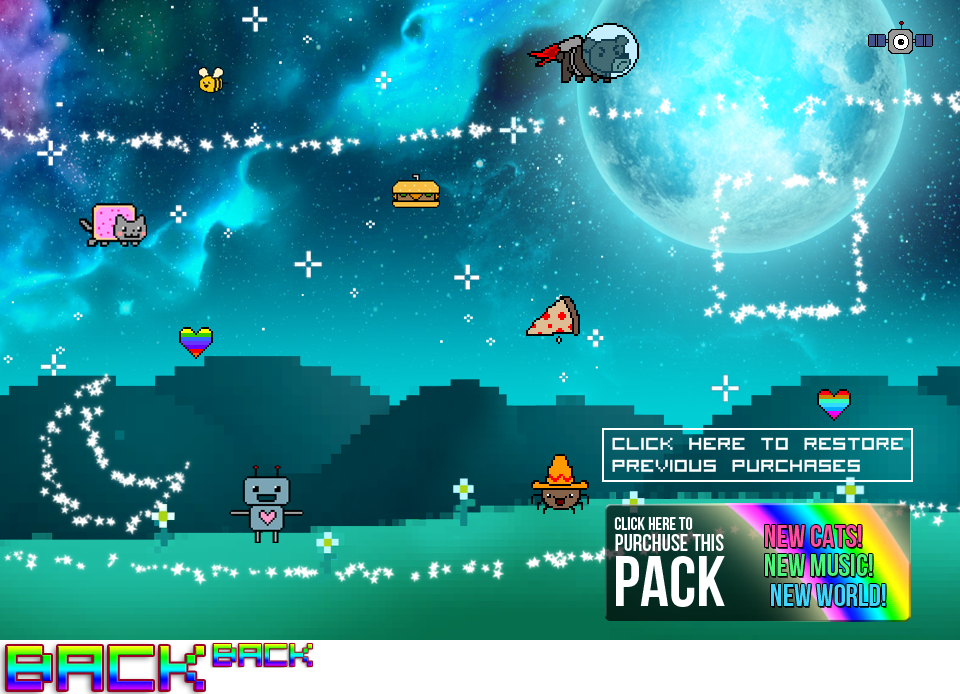 CLICK HERE TO RESTORE
PREVIOUS PURCHASES
CLICK HERE TO
PURCHUSE THIS
PACK
NEW CATS!
NEW MUSIC!
NEW WORLD!
BACK
BACK